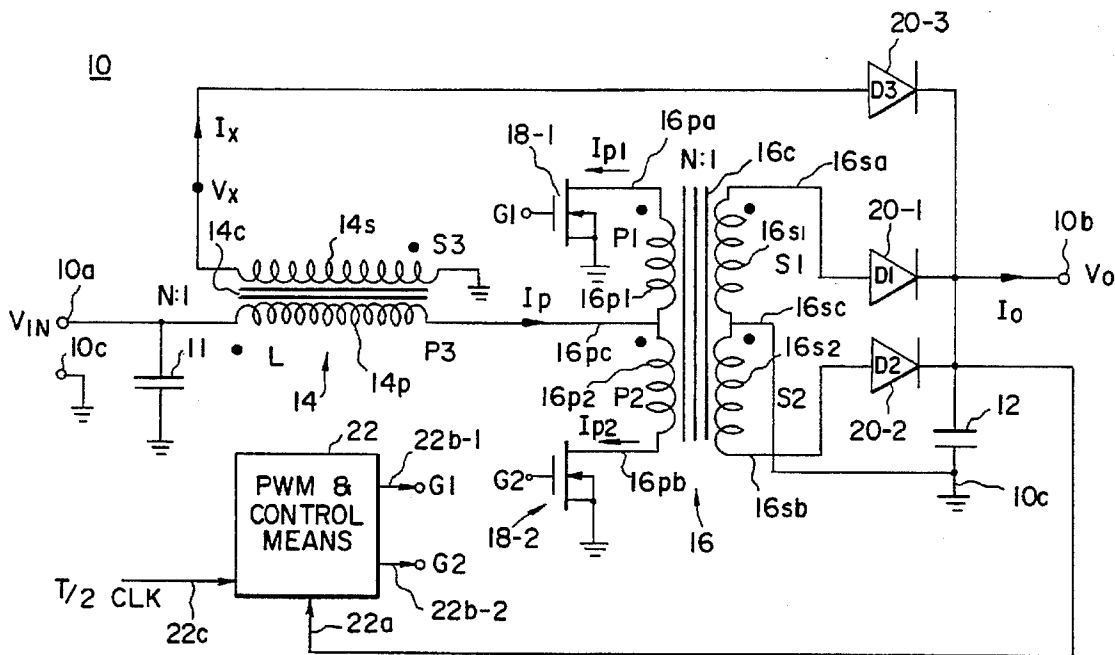 10
20-3
D3
Ix
Vx
18-1
Ip1
16pa
N:1
16c
16sa
G1
P1
16p1
S1
16s1
20-1
D1
10b
Vo
Io
14c
14s
S3
10a
VIN
N:1
10c
11
L
14
14p
P3
Ip
16pc
16p2
P2
16sc
16s2
S2
D2
20-2
12
Ip2
16pb
G2
18-2
16
16sb
10c
22
22b-1
PWM &
CONTROL
MEANS
G1
G2
22b-2
T/2 CLK
22c
22a